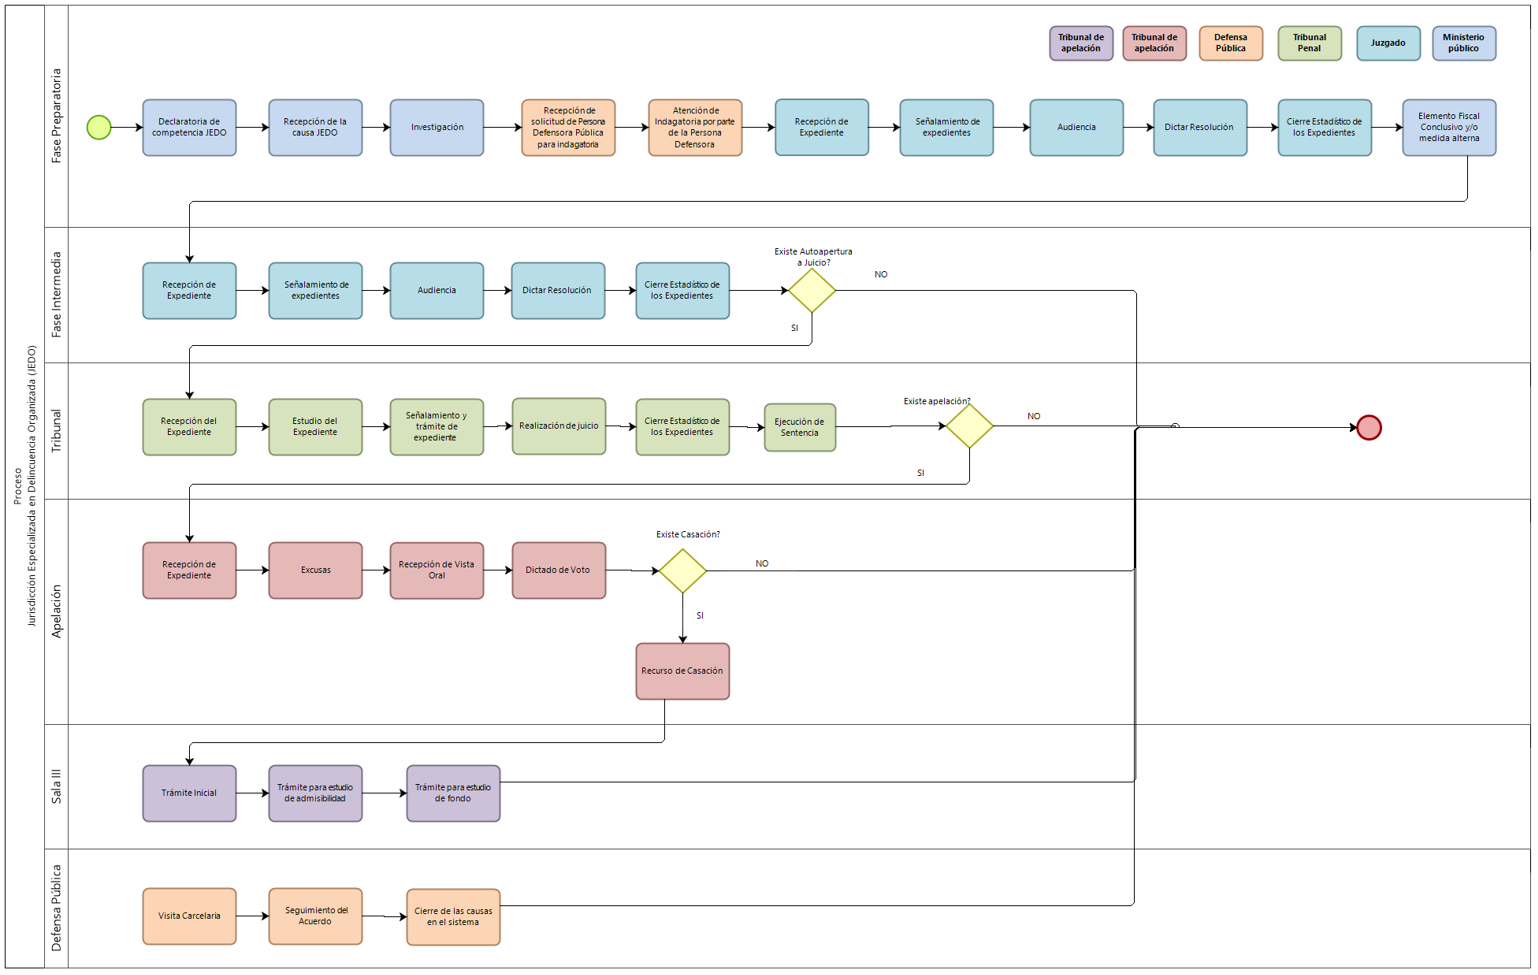 Proceso
Jurisdicción Especializada en Delincuencia Organizada (JEDO)
Fase Preparatoria
Tribunal de
apelación
Tribunal de
apelación
Defensa
Pública
Tribunal
Penal
Juzgado
Ministerio
público
Declaratoria de
competencia JEDO
Recepción de la
causa JEDO
Investigación
Recepción de
solicitud de Persona
Defensora Pública
para indagatoria
Atención de
Indagatoria por parte
de la Persona
Defensora
Recepción de
Expediente
Señalamiento de
expedientes
Audiencia
Dictar Resolución
Cierre Estadístico de
los Expedientes
Elemento Fiscal
Conclusivo y/o
medida alterna
Fase Intermedia
Recepción de
Expediente
Señalamiento de
expedientes
Audiencia
Dictar Resolución
Cierre Estadístico de
los Expedientes
Existe Autoapertura
a Juicio?
NO
SI
Tribunal
Recepción del
Expediente
Estudio del
Expediente
Señalamiento y
trámite de
expediente
Realización de juicio
Cierre Estadístico de
los Expedientes
Ejecución de
Sentencia
Existe apelación?
NO
SI
Apelación
Recepción de
Expediente
Excusas
Recepción de Vista
Oral
Dictado de Voto
Existe Casación?
NO
SI
Recurso de Casación
Sala III
Trámite Inicial
Trámite para estudio
de admisibilidad
Trámite para estudio
de fondo
Defensa Pública
Visita Carcelaria
Seguimiento del
Acuerdo
Cierre de las causas
en el sistema